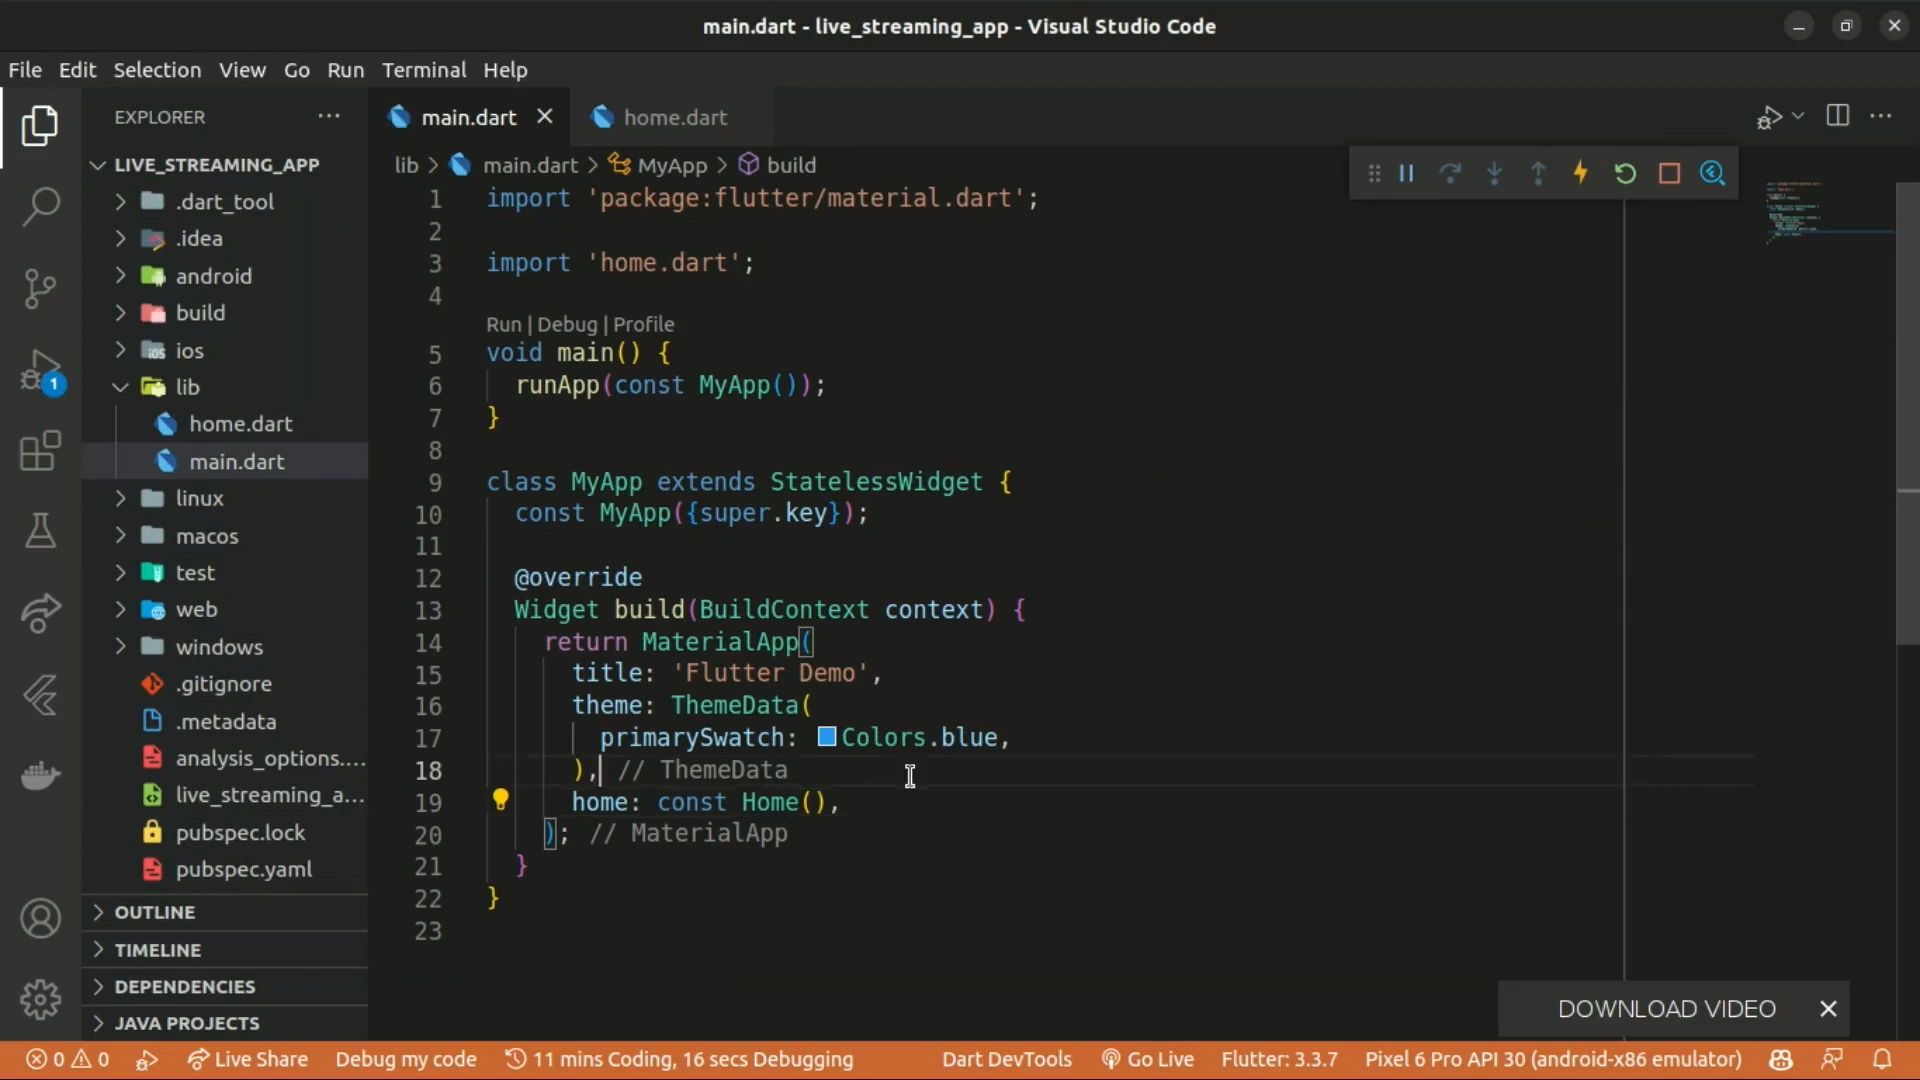 main.dart - live_streaming_app - Visual Studio Code
File Edit Selection View Go Run Terminal Help
EXPLORER
LIVE_STREAMING_APP
.dart_tool
.idea
android
build
ios
lib
home.dart
main.dart
linux
macos
test
web
windows
.gitignore
.metadata
analysis_options....
live_streaming_a...
pubspec.lock
pubspec.yaml
OUTLINE
TIMELINE
DEPENDENCIES
JAVA PROJECTS
1
main.dart home.dart
lib > main.dart > MyApp > build
1 import 'package:flutter/material.dart';
2
3 import 'home.dart';
4
Run | Debug | Profile
5 void main() {
6 runApp(const MyApp());
7 }
8
9 class MyApp extends StatelessWidget {
10 const MyApp({super.key});
11
12 @override
13 Widget build(BuildContext context) {
14 return MaterialApp(
15 title: 'Flutter Demo',
16 theme: ThemeData(
17 primarySwatch: Colors.blue,
18 ), // ThemeData
19 home: const Home(),
20 ); // MaterialApp
21 }
22 }
23
DOWNLOAD VIDEO
0 0 Live Share Debug my code 11 mins Coding, 16 secs Debugging Dart DevTools Go Live Flutter: 3.3.7 Pixel 6 Pro API 30 (android-x86 emulator)